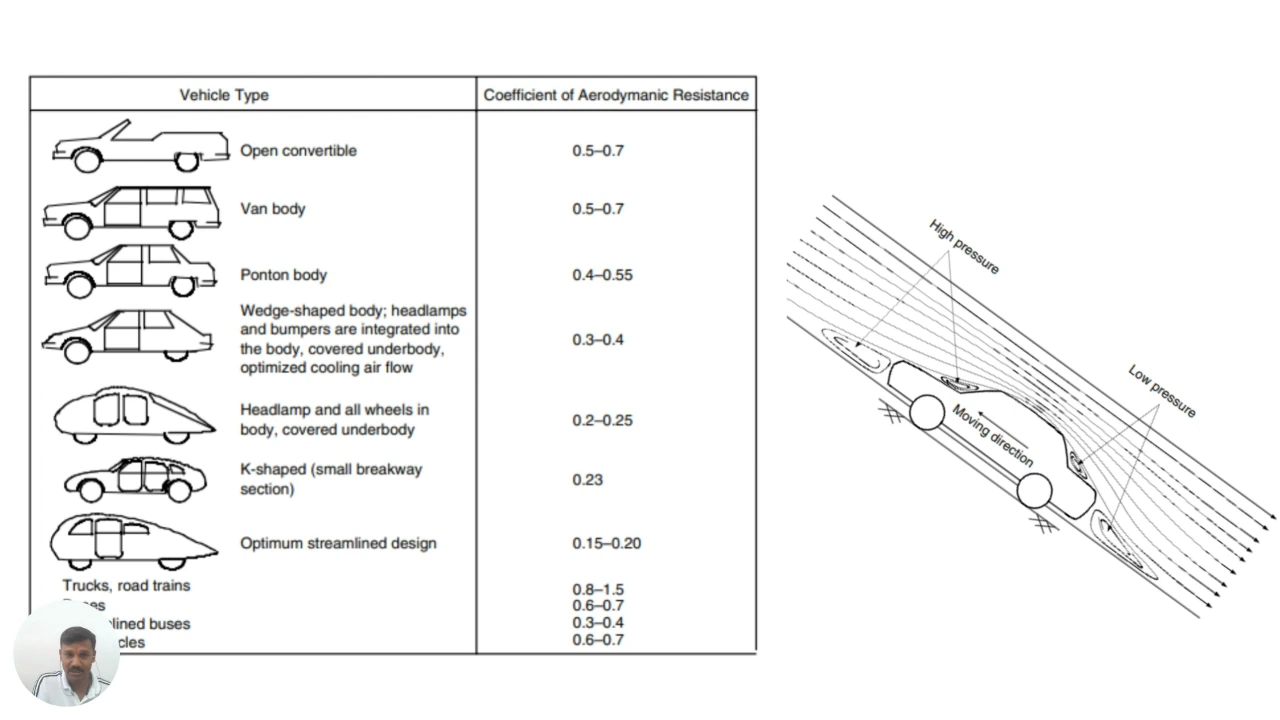 Vehicle Type
Coefficient of Aerodymanic Resistance
Open convertible
0.5–0.7
Van body
0.5–0.7
Ponton body
0.4–0.55
Wedge-shaped body; headlamps
and bumpers are integrated into
the body, covered underbody,
optimized cooling air flow
0.3–0.4
Headlamp and all wheels in
body, covered underbody
0.2–0.25
K-shaped (small breakway
section)
0.23
Optimum streamlined design
0.15–0.20
Trucks, road trains
0.8–1.5
0.6–0.7
buses
0.3–0.4
0.6–0.7
High pressure
Low pressure
Moving direction